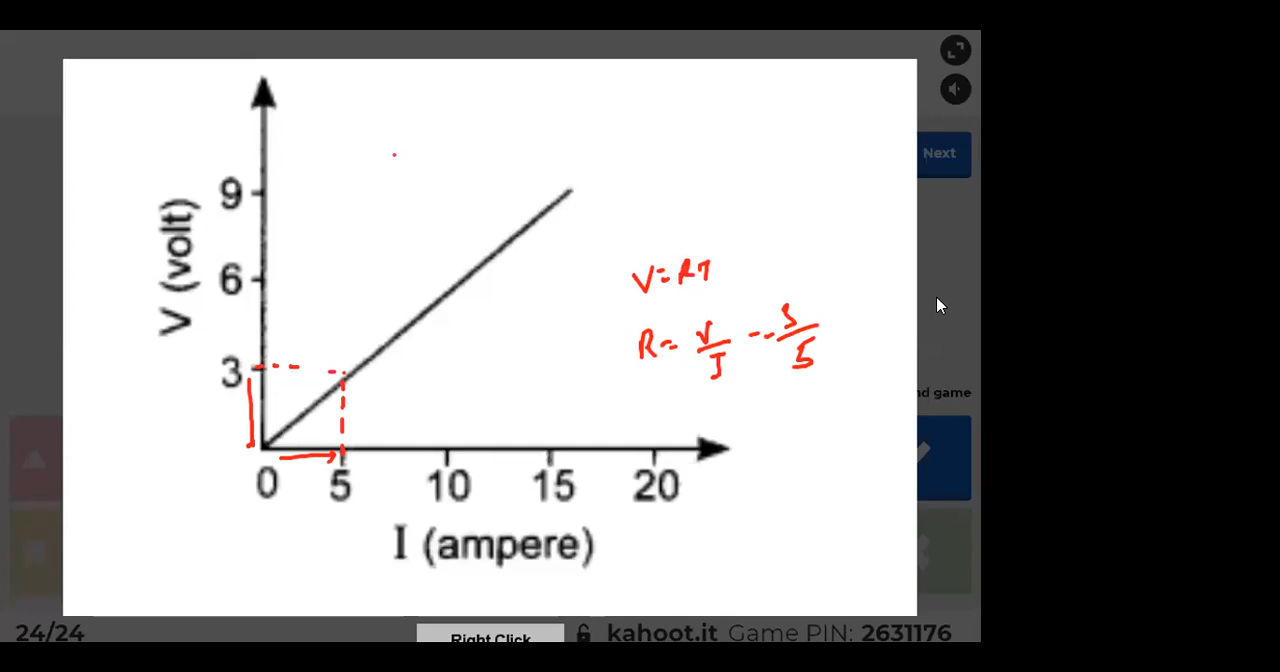 Next
9
V (volt)
6
V = RI
3
R = V/I = 3/5
nd game
0 5 10 15 20
I (ampere)
24/24
Right Click
kahoot.it Game PIN: 2631176